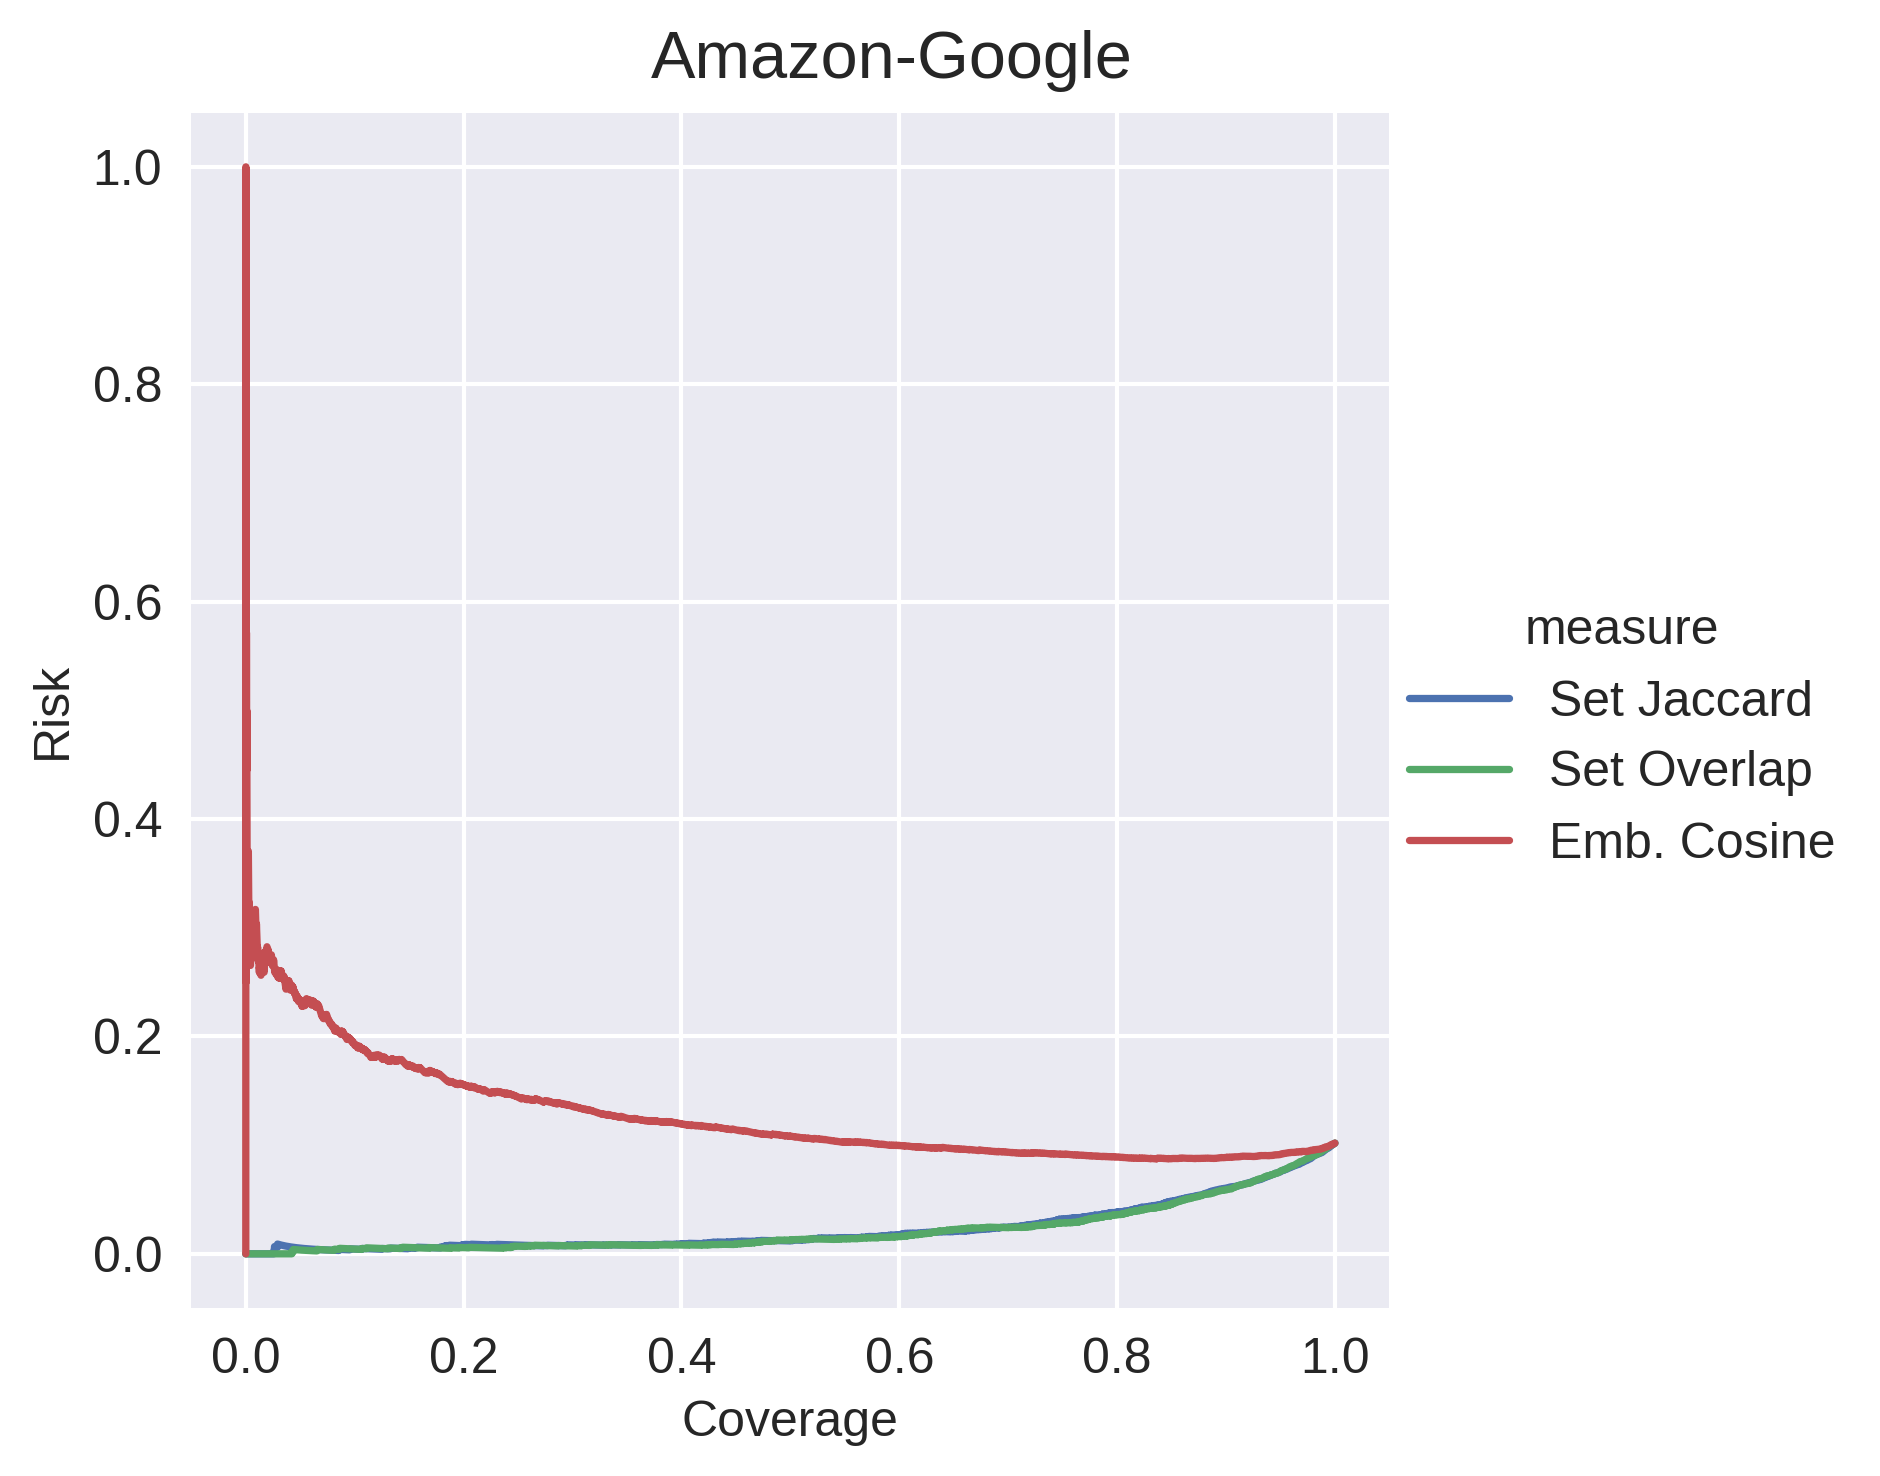 Amazon-Google
1.0
0.8
0.6
0.4
0.2
0.0
Risk
0.0 0.2 0.4 0.6 0.8 1.0
Coverage
measure
Set Jaccard
Set Overlap
Emb. Cosine